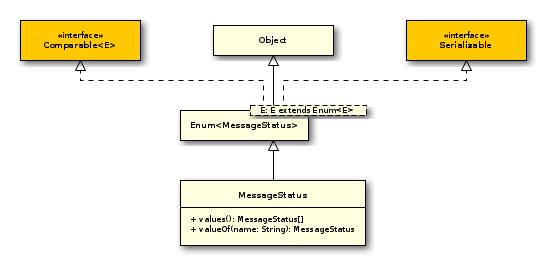 «interface»
Comparable<E>
Object
«interface»
Serializable
E: E extends Enum<E>
Enum<MessageStatus>
MessageStatus
+ values(): MessageStatus[]
+ valueOf(name: String): MessageStatus